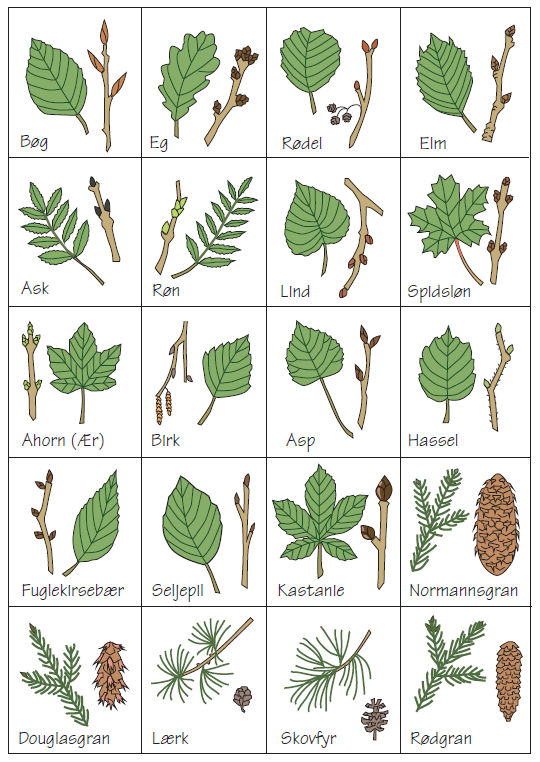 Bøg
Eg
Rødel
Elm
Ask
Røn
Lind
Spidsløn
Ahorn (Ær)
Birk
Asp
Hassel
Fuglekirsebær
Seljepil
Kastanie
Normannsgran
Douglasgran
Lærk
Skovfyr
Rødgran